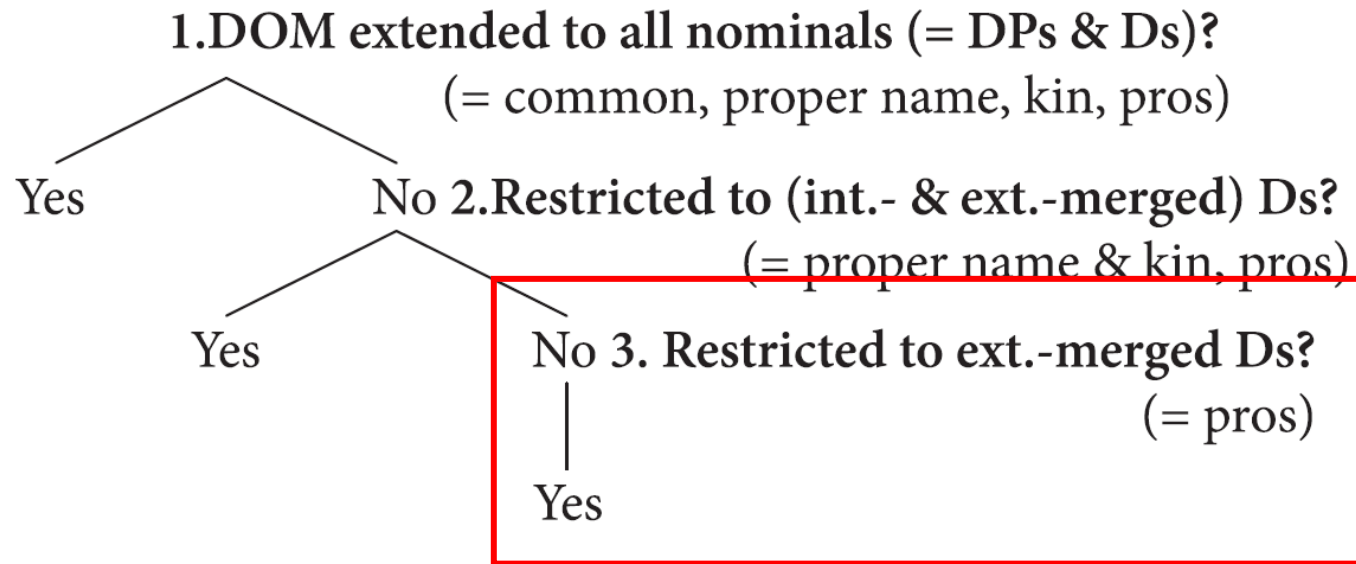 1.DOM extended to all nominals (= DPs & Ds)?
(= common, proper name, kin, pros)
Yes
No 2.Restricted to (int.- & ext.-merged) Ds?
(= proper name & kin, pros)
Yes
No 3. Restricted to ext.-merged Ds?
(= pros)
Yes